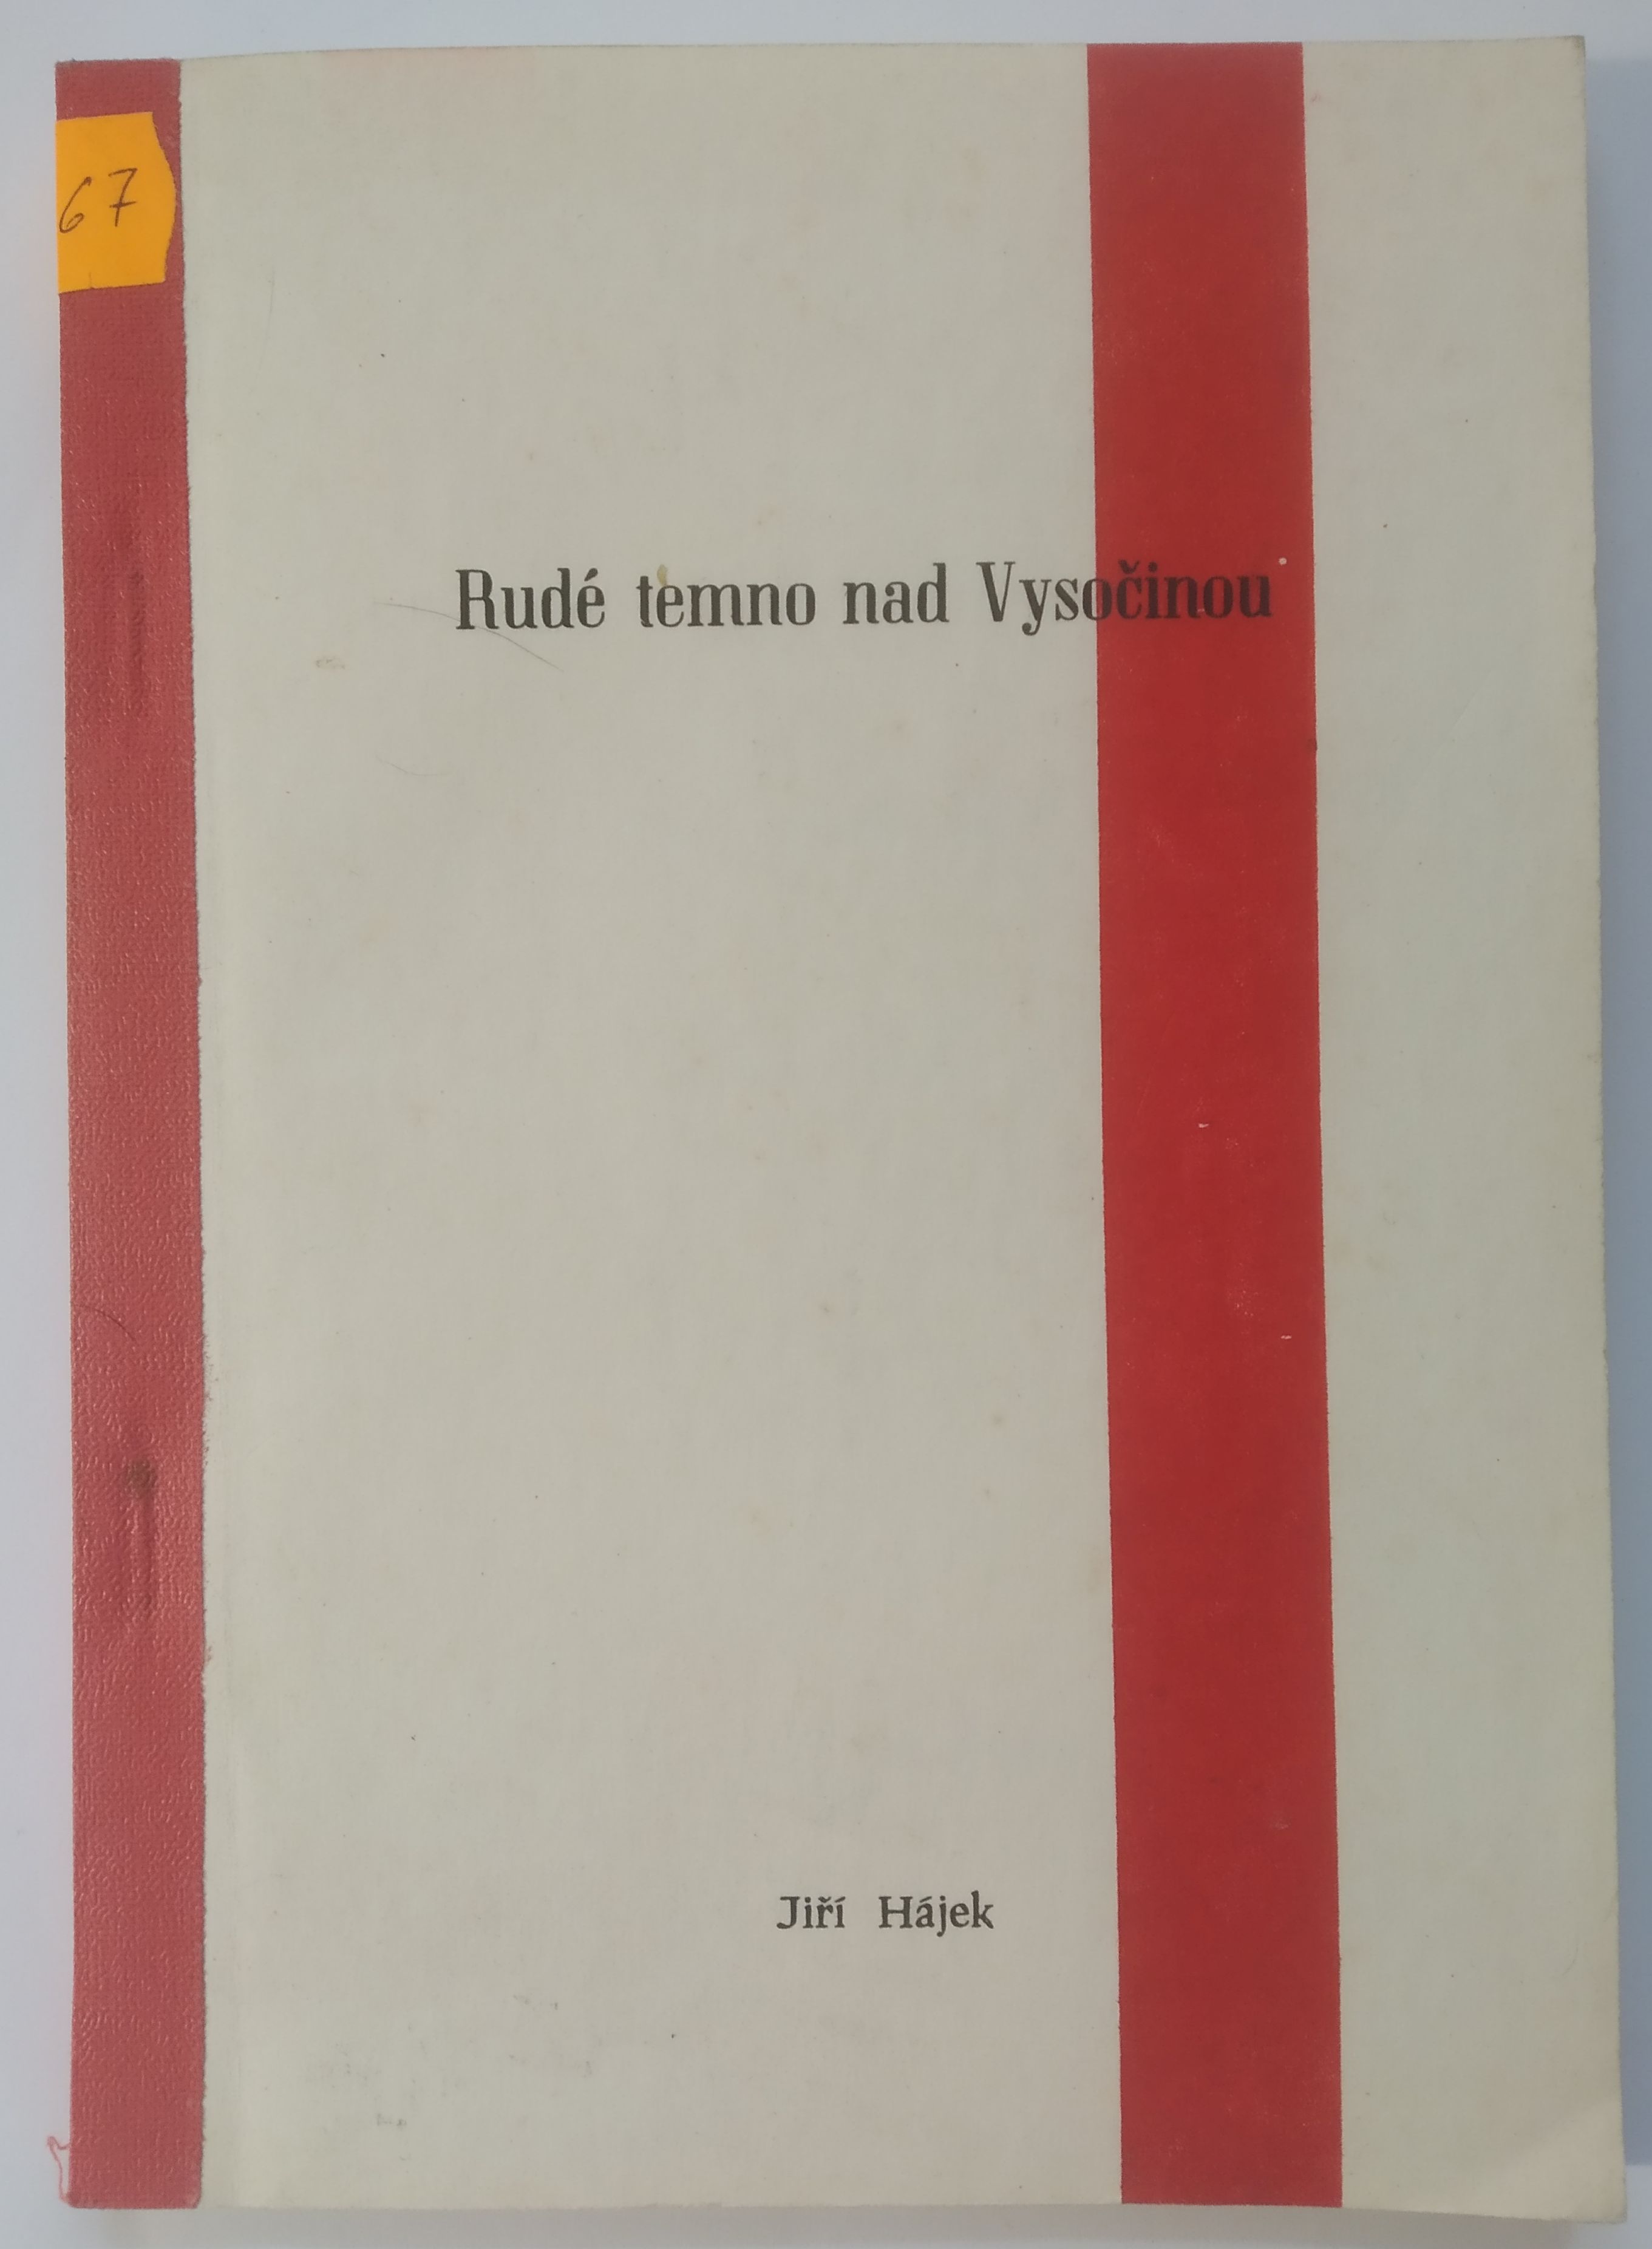 67
Rudé temno nad Vysočinou
Jiří Hájek